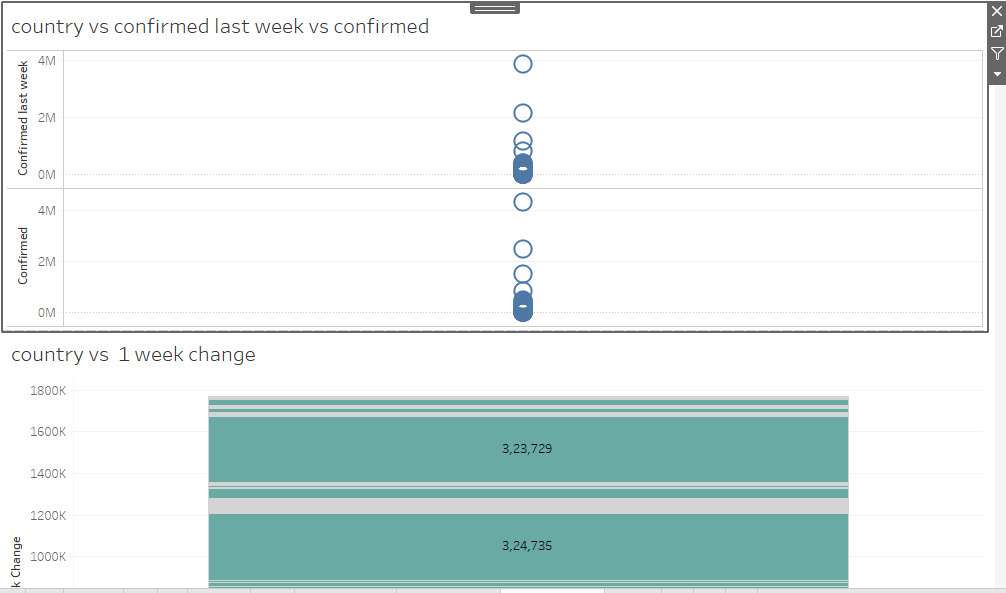 country vs confirmed last week vs confirmed
Confirmed last week
4M
2M
0M
Confirmed
4M
2M
0M
country vs 1 week change
1800K
1600K
1400K
1200K
1000K
k Change
3,23,729
3,24,735